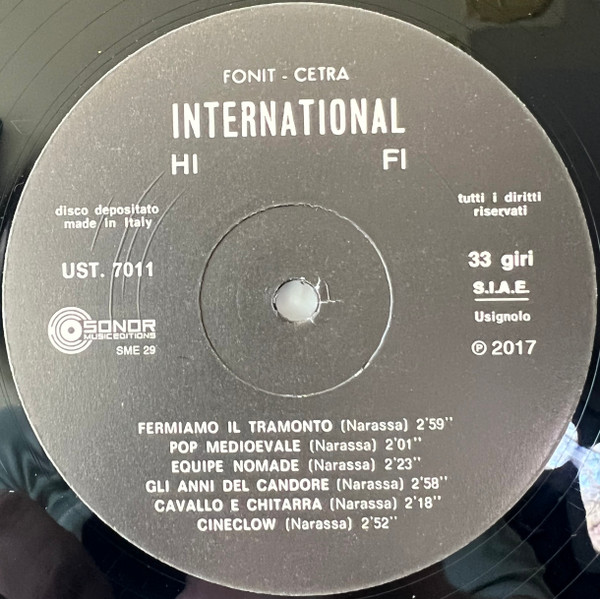 FONIT - CETRA
INTERNATIONAL
HI FI
disco depositato
made in Italy
UST. 7011
SONOR
MUSICEDITIONS
SME 29
tutti i diritti
riservati
33 giri
S.I.A.E.
Usignolo
℗ 2017
FERMIAMO IL TRAMONTO (Narassa) 2'59''
POP MEDIOEVALE (Narassa) 2'01''
EQUIPE NOMADE (Narassa) 2'23''
GLI ANNI DEL CANDORE (Narassa) 2'58''
CAVALLO E CHITARRA (Narassa) 2'18''
CINECLOW (Narassa) 2'52''